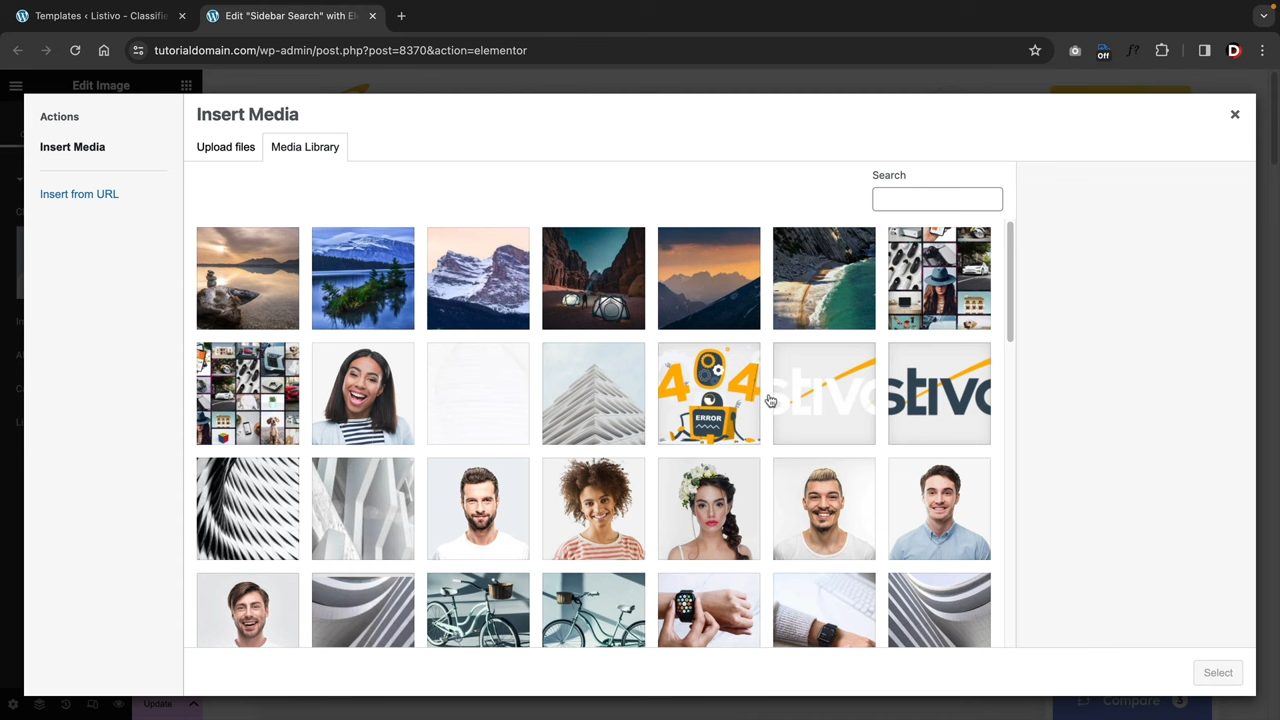 Templates ‹ Listivo - Classifie
Edit "Sidebar Search" with El
tutorialdomain.com/wp-admin/post.php?post=8370&action=elementor
Off
f?
D
Edit Image
Actions
Insert Media
Insert from URL
Insert Media
Upload files
Media Library
Search
404
ERROR
stivo
stivo
Select
Update
Compare